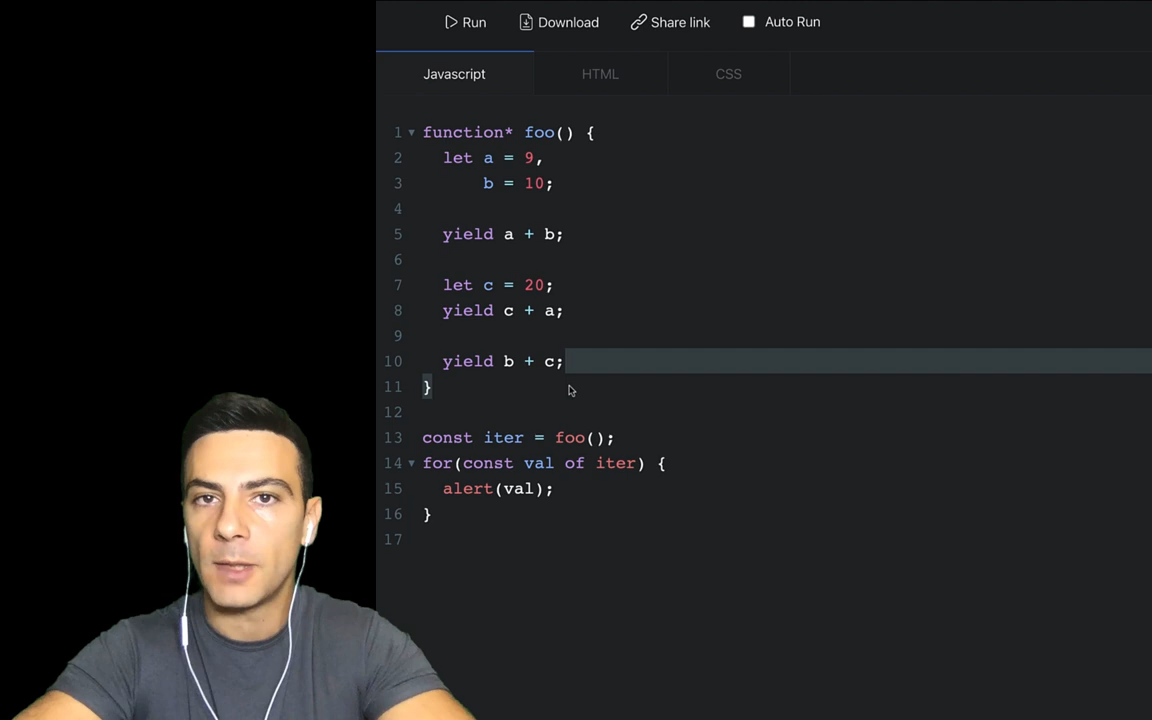 Run Download Share link Auto Run
Javascript HTML CSS
1 function* foo() {
2 let a = 9,
3 b = 10;
4
5 yield a + b;
6
7 let c = 20;
8 yield c + a;
9
10 yield b + c;
11 }
12
13 const iter = foo();
14 for(const val of iter) {
15 alert(val);
16 }
17